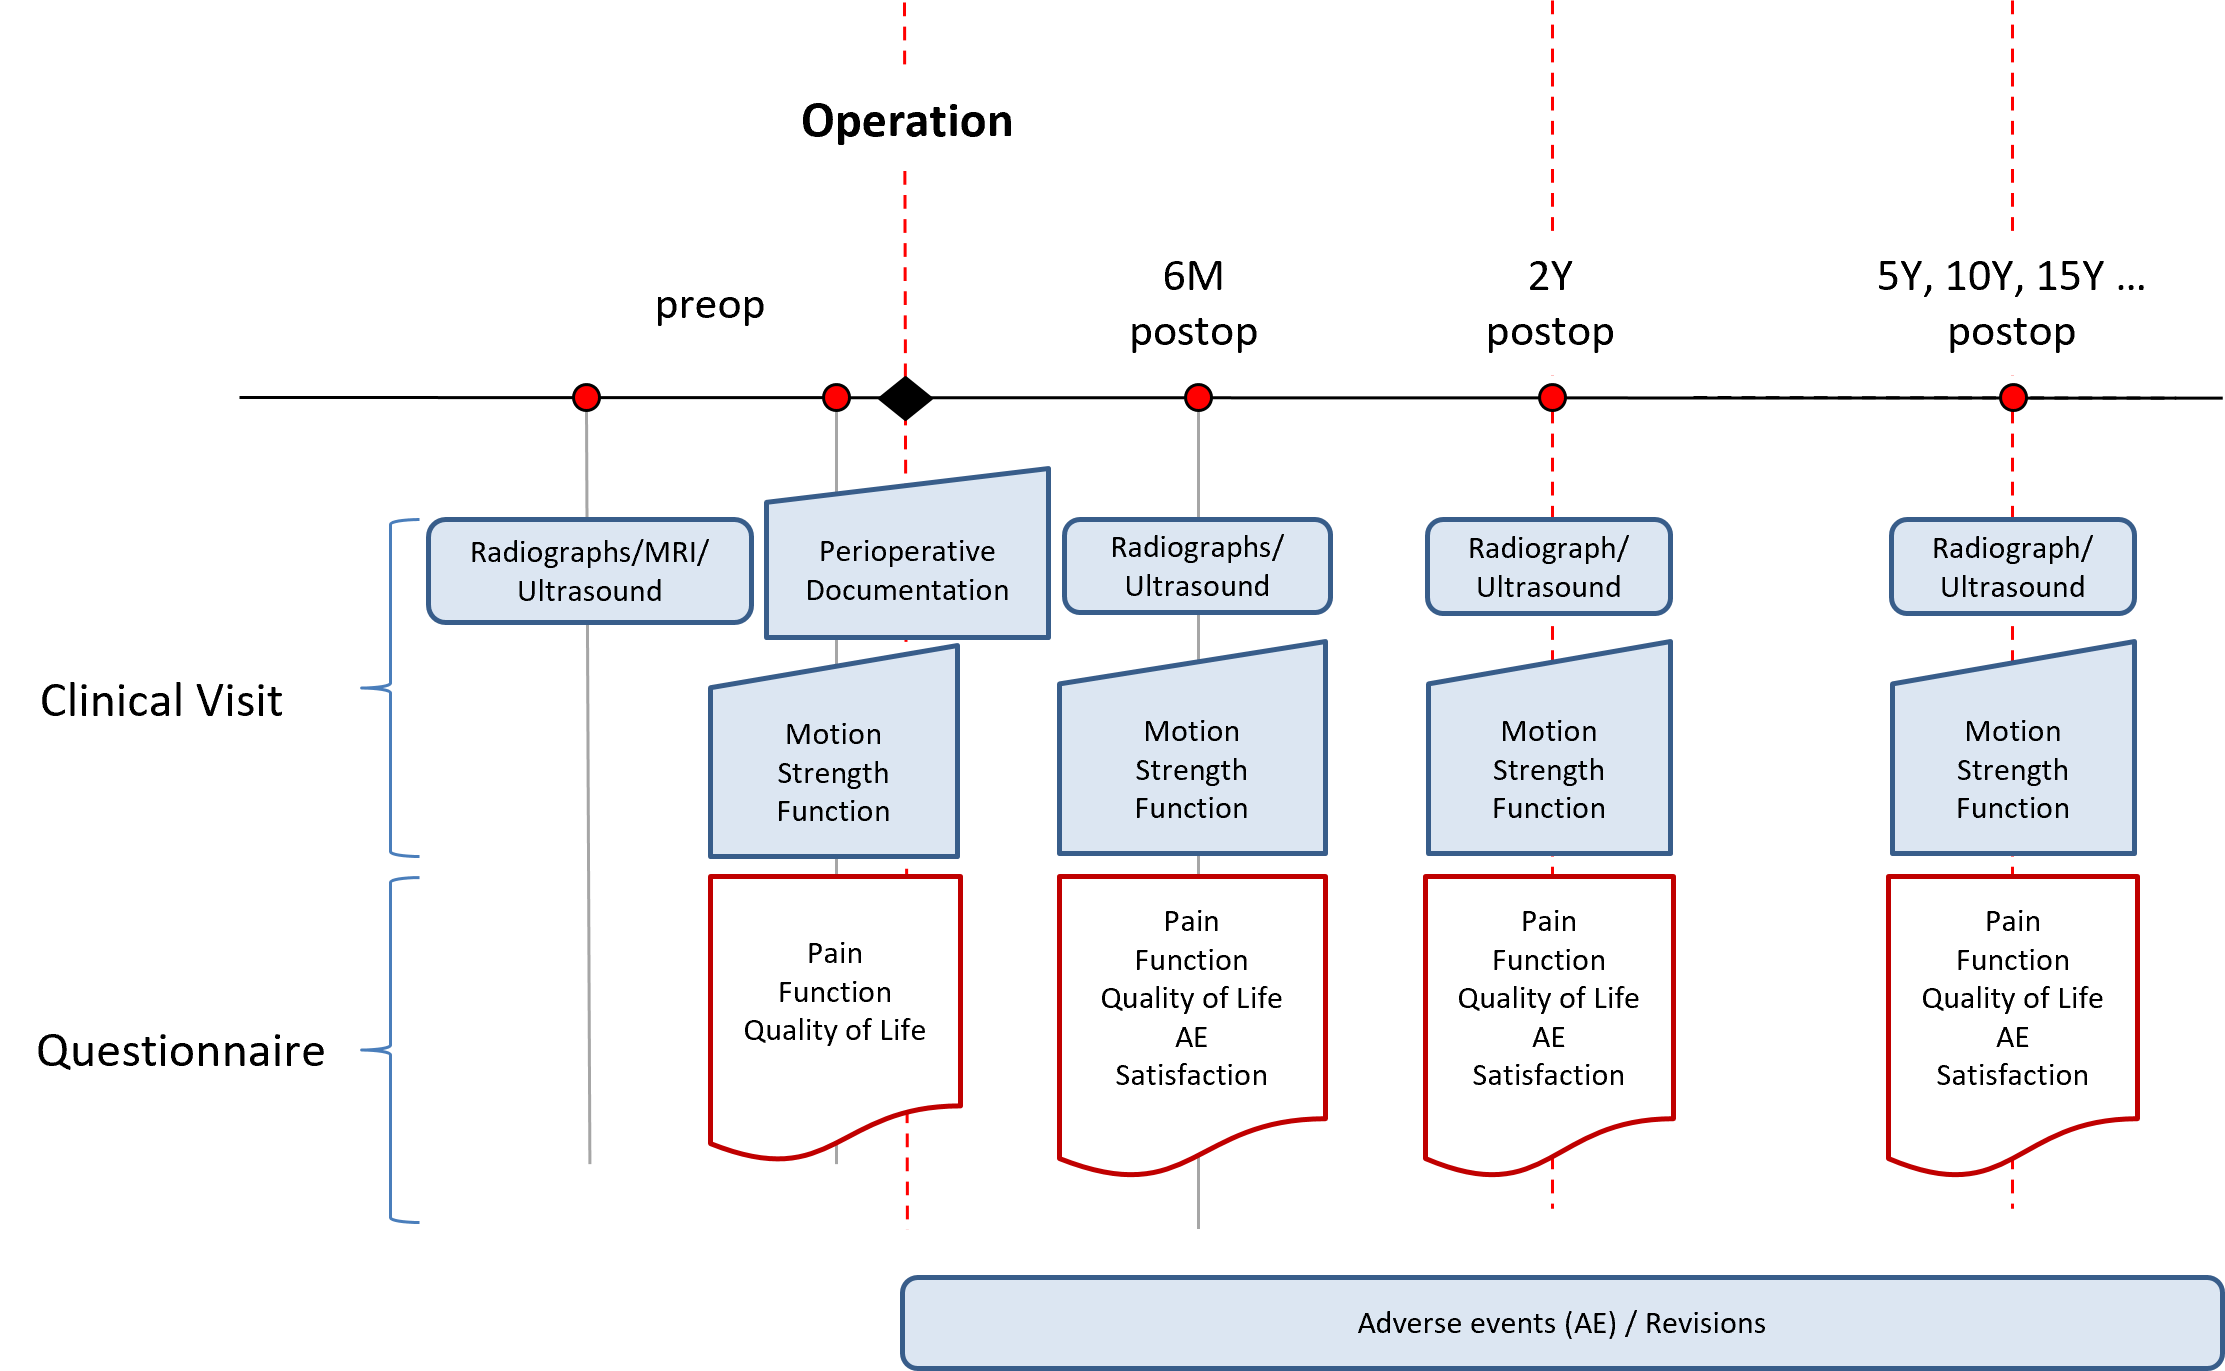 Operation
preop
6M
postop
2Y
postop
5Y, 10Y, 15Y ...
postop
Clinical Visit
Radiographs/MRI/
Ultrasound
Perioperative
Documentation
Radiographs/
Ultrasound
Radiograph/
Ultrasound
Radiograph/
Ultrasound
Motion
Strength
Function
Motion
Strength
Function
Motion
Strength
Function
Motion
Strength
Function
Questionnaire
Pain
Function
Quality of Life
Pain
Function
Quality of Life
AE
Satisfaction
Pain
Function
Quality of Life
AE
Satisfaction
Pain
Function
Quality of Life
AE
Satisfaction
Adverse events (AE) / Revisions